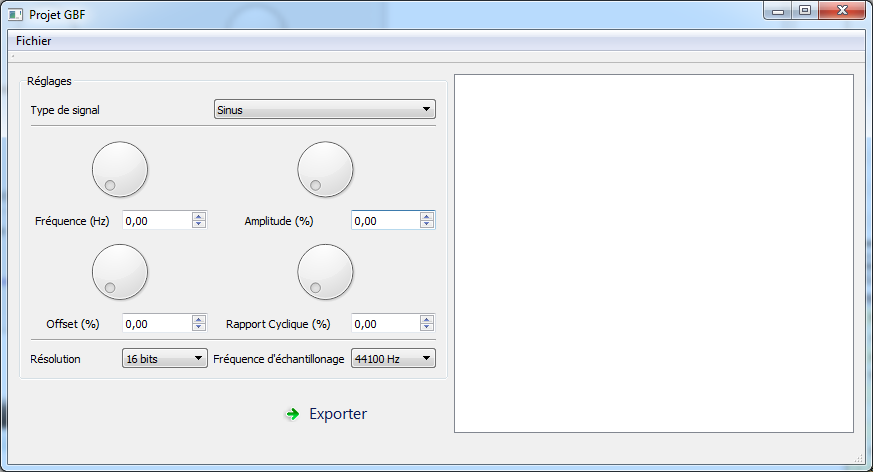 Projet GBF
Fichier
Réglages
Type de signal Sinus
Fréquence (Hz) 0,00 Amplitude (%) 0,00
Offset (%) 0,00 Rapport Cyclique (%) 0,00
Résolution 16 bits Fréquence d'échantillonage 44100 Hz
Exporter